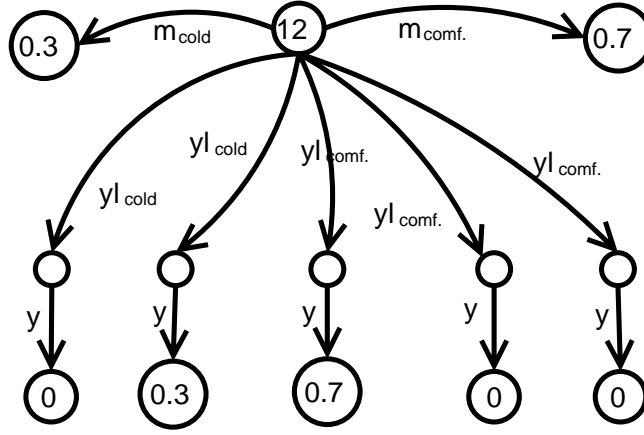 0.3 m cold 12 m comf. 0.7
yl cold yl cold yl comf. yl comf. yl comf.
y y y y y
0 0.3 0.7 0 0